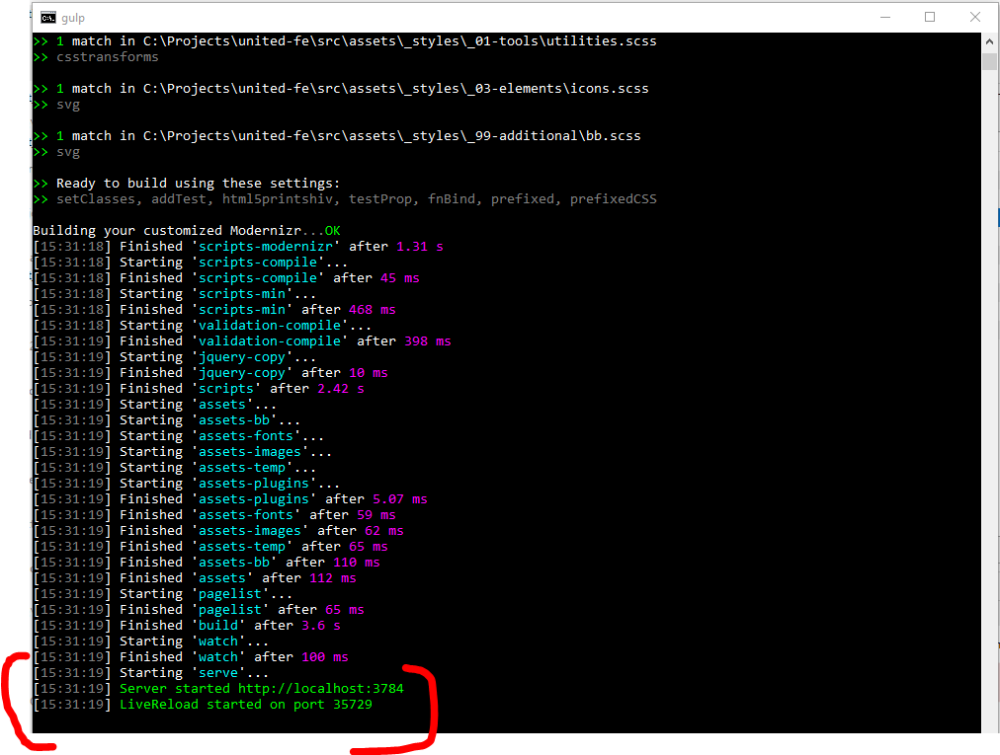 gulp
>> 1 match in C:\Projects\united-fe\src\assets\_styles\_01-tools\utilities.scss
>> csstransforms
>> 1 match in C:\Projects\united-fe\src\assets\_styles\_03-elements\icons.scss
>> svg
>> 1 match in C:\Projects\united-fe\src\assets\_styles\_99-additional\bb.scss
>> svg
>> Ready to build using these settings:
>> setClasses, addTest, html5printshiv, testProp, fnBind, prefixed, prefixedCSS
Building your customized Modernizr...OK
[15:31:18] Finished 'scripts-modernizr' after 1.31 s
[15:31:18] Starting 'scripts-compile'...
[15:31:18] Finished 'scripts-compile' after 45 ms
[15:31:18] Starting 'scripts-min'...
[15:31:18] Finished 'scripts-min' after 468 ms
[15:31:18] Starting 'validation-compile'...
[15:31:19] Finished 'validation-compile' after 398 ms
[15:31:19] Starting 'jquery-copy'...
[15:31:19] Finished 'jquery-copy' after 10 ms
[15:31:19] Finished 'scripts' after 2.42 s
[15:31:19] Starting 'assets'...
[15:31:19] Starting 'assets-bb'...
[15:31:19] Starting 'assets-fonts'...
[15:31:19] Starting 'assets-images'...
[15:31:19] Starting 'assets-temp'...
[15:31:19] Starting 'assets-plugins'...
[15:31:19] Finished 'assets-plugins' after 5.07 ms
[15:31:19] Finished 'assets-fonts' after 59 ms
[15:31:19] Finished 'assets-images' after 62 ms
[15:31:19] Finished 'assets-temp' after 65 ms
[15:31:19] Finished 'assets-bb' after 110 ms
[15:31:19] Finished 'assets' after 112 ms
[15:31:19] Starting 'pagelist'...
[15:31:19] Finished 'pagelist' after 65 ms
[15:31:19] Finished 'build' after 3.6 s
[15:31:19] Starting 'watch'...
[15:31:19] Finished 'watch' after 100 ms
[15:31:19] Starting 'serve'...
[15:31:19] Server started http://localhost:3784
[15:31:19] LiveReload started on port 35729